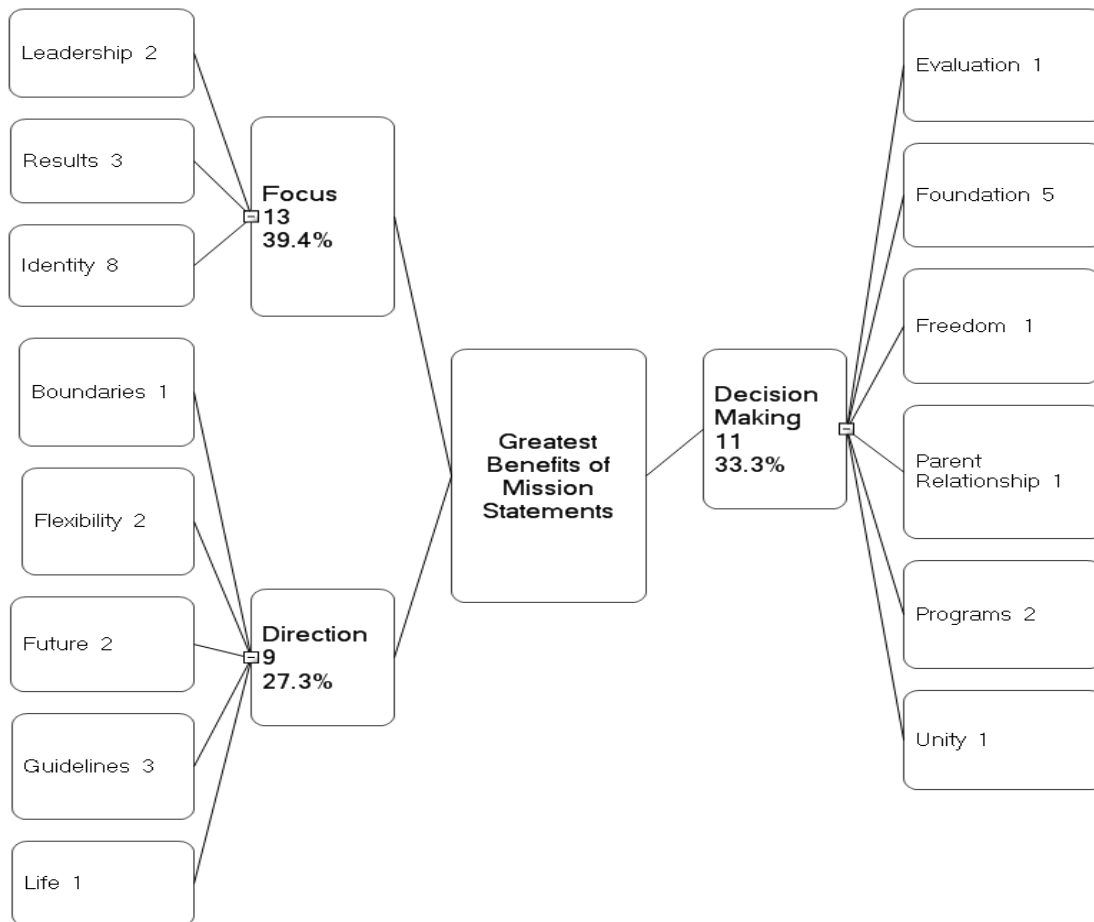 Leadership 2
Results 3
Identity 8
Focus
13
39.4%
Boundaries 1
Flexibility 2
Future 2
Guidelines 3
Life 1
Direction
9
27.3%
Greatest
Benefits of
Mission
Statements
Decision
Making
11
33.3%
Evaluation 1
Foundation 5
Freedom 1
Parent
Relationship 1
Programs 2
Unity 1